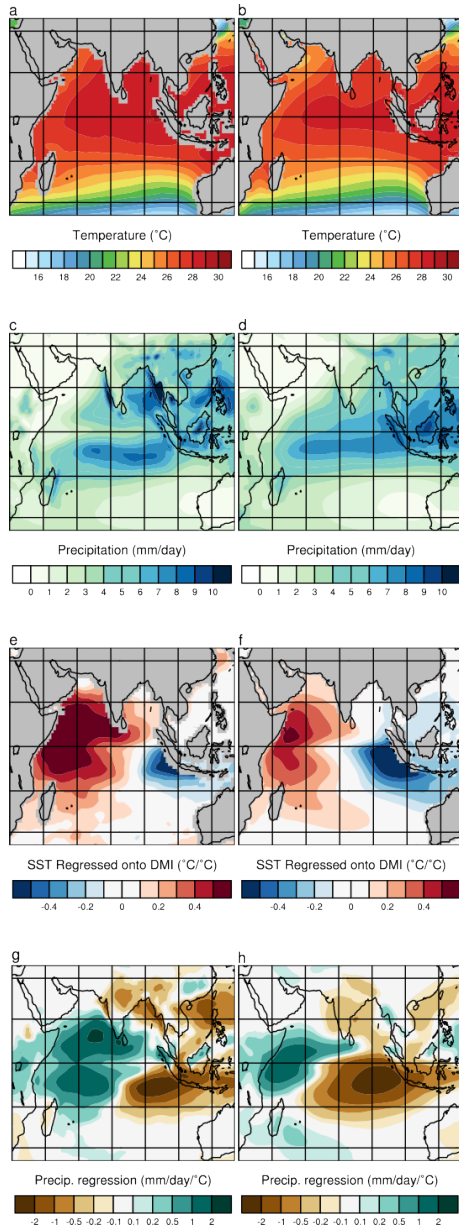 a b
Temperature (˚C) Temperature (˚C)
16 18 20 22 24 26 28 30 16 18 20 22 24 26 28 30
c d
Precipitation (mm/day) Precipitation (mm/day)
0 1 2 3 4 5 6 7 8 9 10 0 1 2 3 4 5 6 7 8 9 10
e f
SST Regressed onto DMI (˚C/˚C) SST Regressed onto DMI (˚C/˚C)
-0.4 -0.2 0 0.2 0.4 -0.4 -0.2 0 0.2 0.4
g h
Precip. regression (mm/day/˚C) Precip. regression (mm/day/˚C)
-2 -1 -0.5 -0.2 -0.1 0.1 0.2 0.5 1 2 -2 -1 -0.5 -0.2 -0.1 0.1 0.2 0.5 1 2